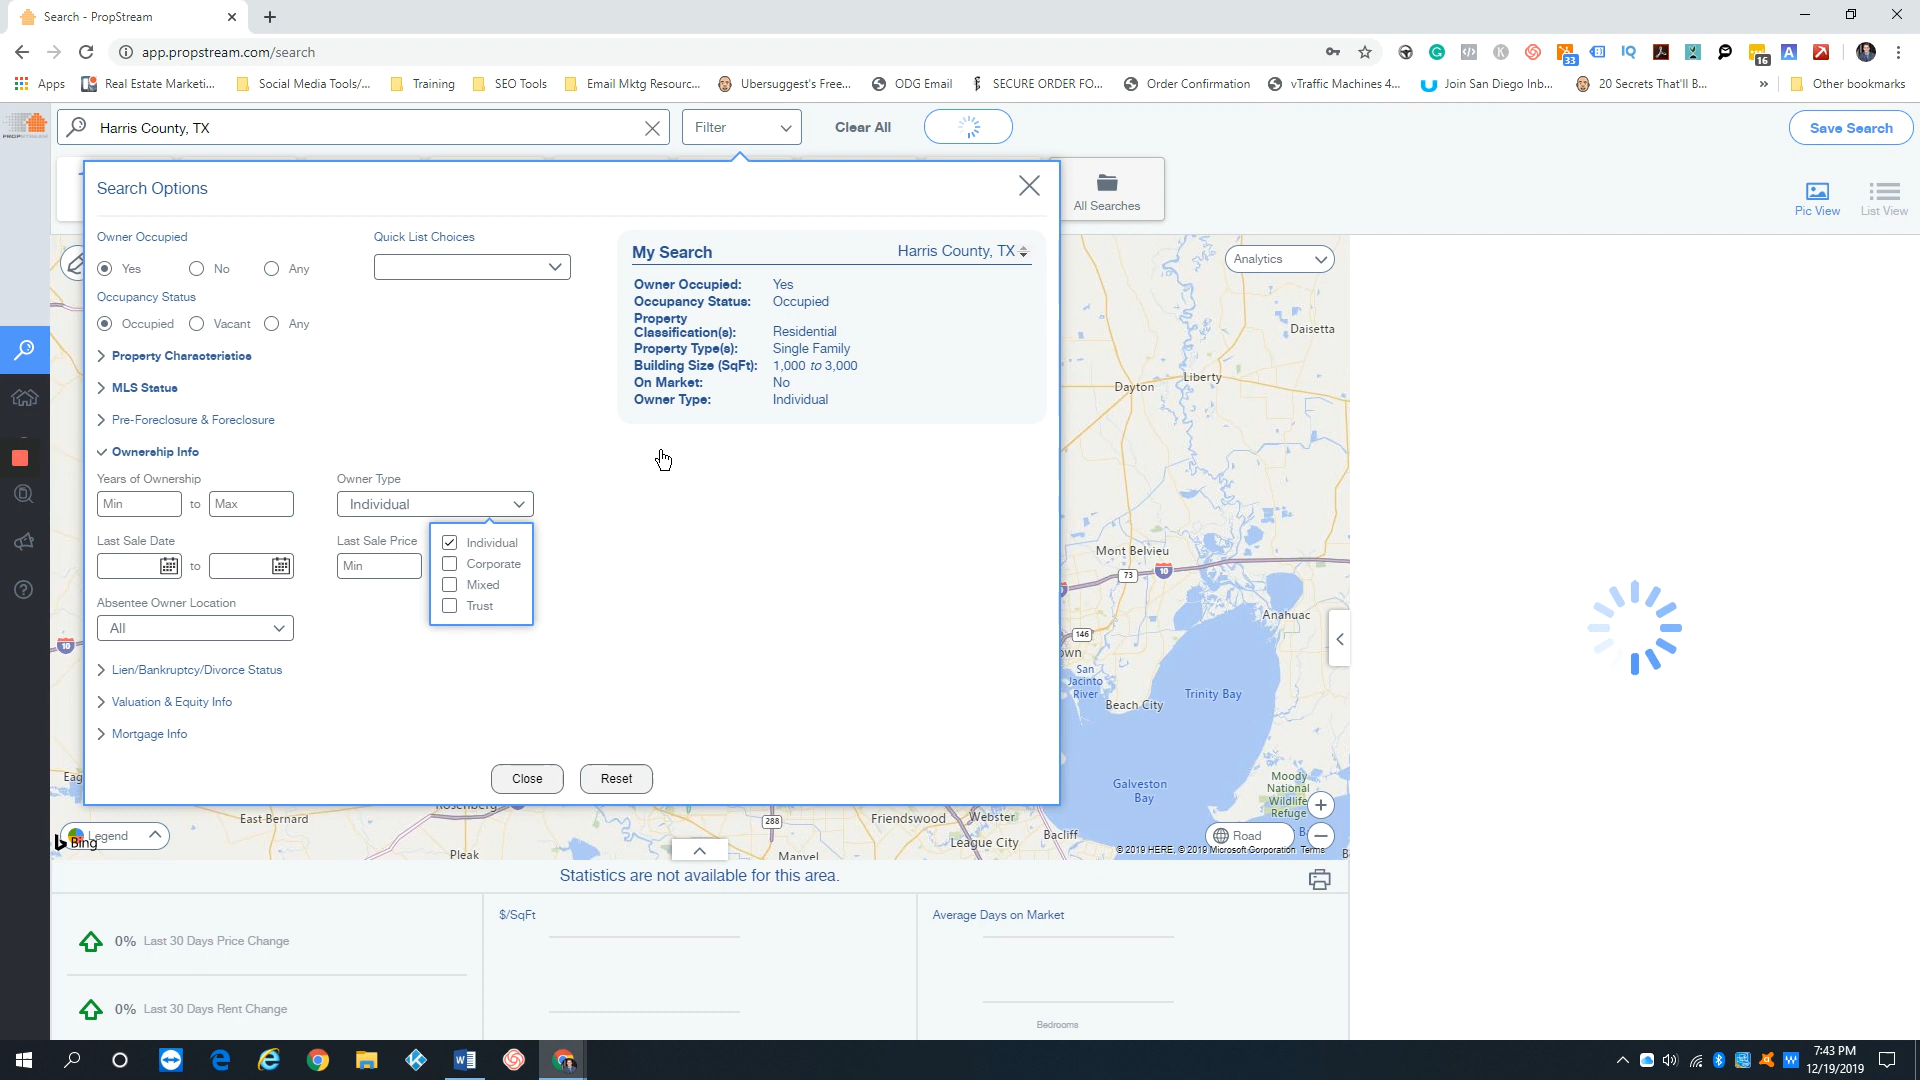 Search - PropStream
app.propstream.com/search
33
16
Apps
Real Estate Marketi...
Social Media Tools/...
Training
SEO Tools
Email Mktg Resourc...
Ubersuggest's Free...
ODG Email
SECURE ORDER FO...
Order Confirmation
vTraffic Machines 4...
Join San Diego Inb...
20 Secrets That'll B...
»
Other bookmarks
PROPSTREAM
Harris County, TX
Filter
Clear All
Save Search
All Searches
Pic View
List View
Search Options
Owner Occupied
Yes
No
Any
Quick List Choices
Occupancy Status
Occupied
Vacant
Any
Property Characteristics
MLS Status
Pre-Foreclosure & Foreclosure
Ownership Info
Years of Ownership
Min
to
Max
Owner Type
Individual
Last Sale Date
to
Last Sale Price
Min
Individual
Corporate
Mixed
Trust
Absentee Owner Location
All
Lien/Bankruptcy/Divorce Status
Valuation & Equity Info
Mortgage Info
Close
Reset
My Search
Harris County, TX
Owner Occupied: Yes
Occupancy Status: Occupied
Property
Classification(s): Residential
Property Type(s): Single Family
Building Size (SqFt): 1,000 to 3,000
On Market: No
Owner Type: Individual
Analytics
Daisetta
Dayton
Liberty
Mont Belvieu
73
10
Anahuac
146
own
San
Jacinto
River
Trinity Bay
Beach City
10
Galveston
Bay
Moody
National
Wildlife
Refuge
Eag
East Bernard
Rosenberg
288
Friendswood
Webster
Bacliff
League City
Pleak
Manvel
Legend
Bing
Road
B
B
© 2019 HERE, © 2019 Microsoft Corporation Terms
Statistics are not available for this area.
0% Last 30 Days Price Change
0% Last 30 Days Rent Change
$/SqFt
Average Days on Market
Bedrooms
7:43 PM
12/19/2019